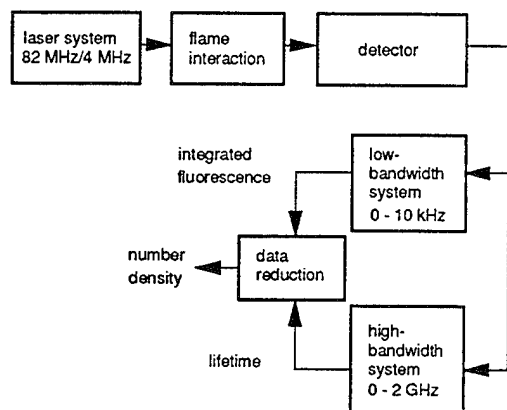 laser system
82 MHz/4 MHz
flame
interaction
detector
integrated
fluorescence
low-
bandwidth
system
0 - 10 kHz
number
density
data
reduction
lifetime
high-
bandwidth
system
0 - 2 GHz